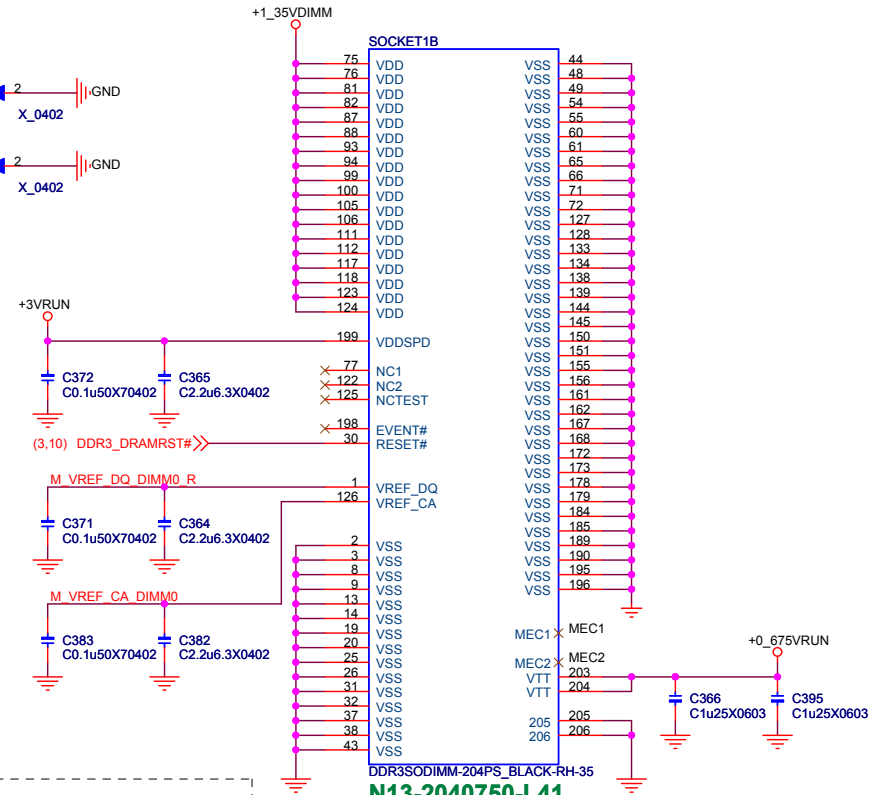 +1_35VDIMM
SOCKET1B
2 GND
X_0402
2 GND
X_0402
75 VDD
76 VDD
81 VDD
82 VDD
87 VDD
88 VDD
93 VDD
94 VDD
99 VDD
100 VDD
105 VDD
106 VDD
111 VDD
112 VDD
117 VDD
118 VDD
123 VDD
124 VDD
+3VRUN
199 VDDSPD
C372
C0.1u50X70402
C365
C2.2u6.3X0402
77 NC1
122 NC2
125 NCTEST
198 EVENT#
(3,10) DDR3_DRAMRST# 30 RESET#
M_VREF_DQ_DIMM0_R 1 VREF_DQ
126 VREF_CA
C371
C0.1u50X70402
C364
C2.2u6.3X0402
M_VREF_CA_DIMM0
C383
C0.1u50X70402
C382
C2.2u6.3X0402
2 VSS
3 VSS
8 VSS
9 VSS
13 VSS
14 VSS
19 VSS
20 VSS
25 VSS
26 VSS
31 VSS
32 VSS
37 VSS
38 VSS
43 VSS
VSS 44
VSS 48
VSS 49
VSS 54
VSS 55
VSS 60
VSS 61
VSS 65
VSS 66
VSS 71
VSS 72
VSS 127
VSS 128
VSS 133
VSS 134
VSS 138
VSS 139
VSS 144
VSS 145
VSS 150
VSS 151
VSS 155
VSS 156
VSS 161
VSS 162
VSS 167
VSS 168
VSS 172
VSS 173
VSS 178
VSS 179
VSS 184
VSS 185
VSS 189
VSS 190
VSS 195
VSS 196
MEC1 MEC1
MEC2 MEC2
VTT 203
VTT 204
205 205
206 206
+0_675VRUN
C366
C1u25X0603
C395
C1u25X0603
DDR3SODIMM-204PS_BLACK-RH-35
N13-2040750-L41